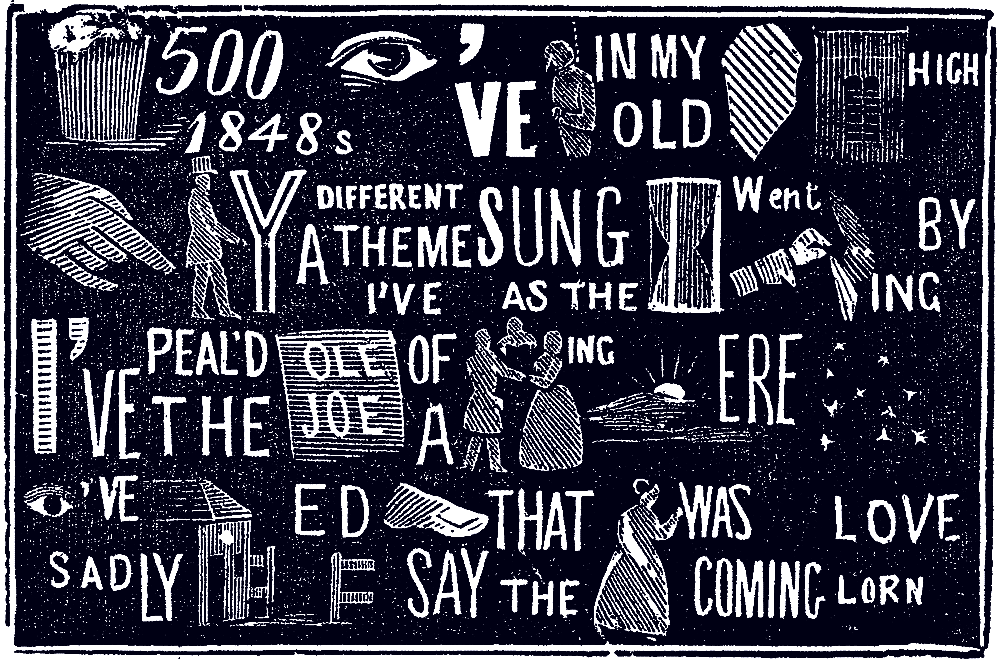 500 'VE IN MY HIGH
1848s OLD
Y DIFFERENT SUNG Went BY
A THEME
I'VE AS THE ING
I'VE PEAL'D OLE OF ING ERE
THE JOE A
'VE ED THAT WAS LOVE
SADLY SAY THE COMING LORN